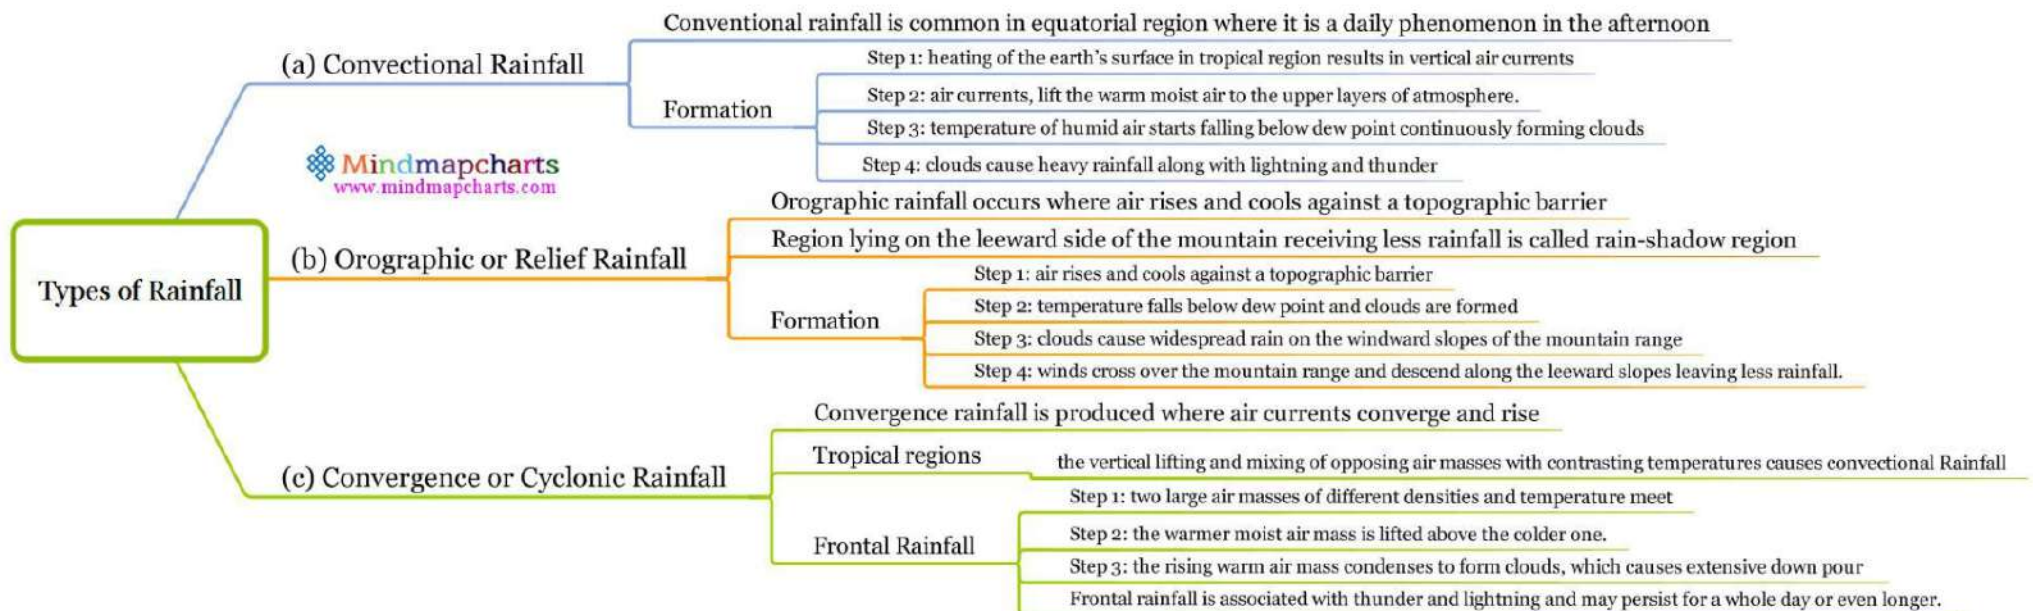 Types of Rainfall
(a) Convectional Rainfall
Conventional rainfall is common in equatorial region where it is a daily phenomenon in the afternoon
Formation
Step 1: heating of the earth's surface in tropical region results in vertical air currents
Step 2: air currents, lift the warm moist air to the upper layers of atmosphere.
Step 3: temperature of humid air starts falling below dew point continuously forming clouds
Step 4: clouds cause heavy rainfall along with lightning and thunder
Mindmapcharts
www.mindmapcharts.com
(b) Orographic or Relief Rainfall
Orographic rainfall occurs where air rises and cools against a topographic barrier
Region lying on the leeward side of the mountain receiving less rainfall is called rain-shadow region
Formation
Step 1: air rises and cools against a topographic barrier
Step 2: temperature falls below dew point and clouds are formed
Step 3: clouds cause widespread rain on the windward slopes of the mountain range
Step 4: winds cross over the mountain range and descend along the leeward slopes leaving less rainfall.
(c) Convergence or Cyclonic Rainfall
Convergence rainfall is produced where air currents converge and rise
Tropical regions
the vertical lifting and mixing of opposing air masses with contrasting temperatures causes convectional Rainfall
Frontal Rainfall
Step 1: two large air masses of different densities and temperature meet
Step 2: the warmer moist air mass is lifted above the colder one.
Step 3: the rising warm air mass condenses to form clouds, which causes extensive down pour
Frontal rainfall is associated with thunder and lightning and may persist for a whole day or even longer.